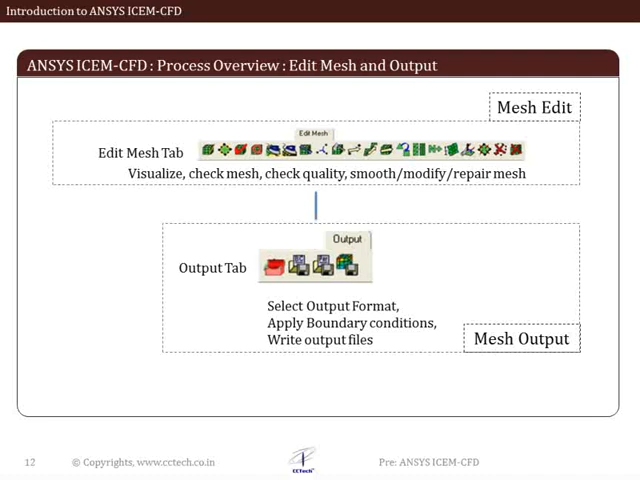 Introduction to ANSYS ICEM-CFD
ANSYS ICEM-CFD : Process Overview : Edit Mesh and Output
Mesh Edit
Edit Mesh
Edit Mesh Tab
Visualize, check mesh, check quality, smooth/modify/repair mesh
Output
Output Tab
Select Output Format,
Apply Boundary conditions,
Write output files
Mesh Output
12
© Copyrights, www.cctech.co.in
CCTech
Pre: ANSYS ICEM-CFD